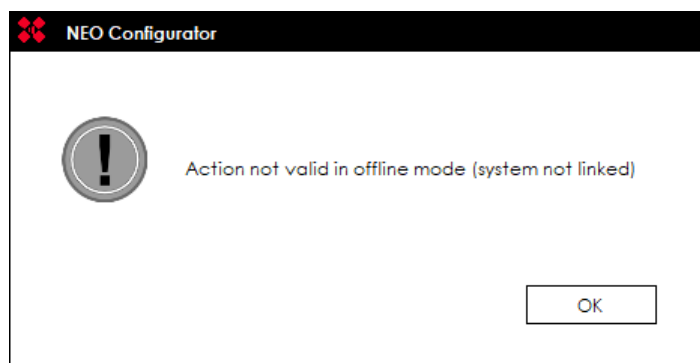 NEO Configurator
Action not valid in offline mode (system not linked)
OK